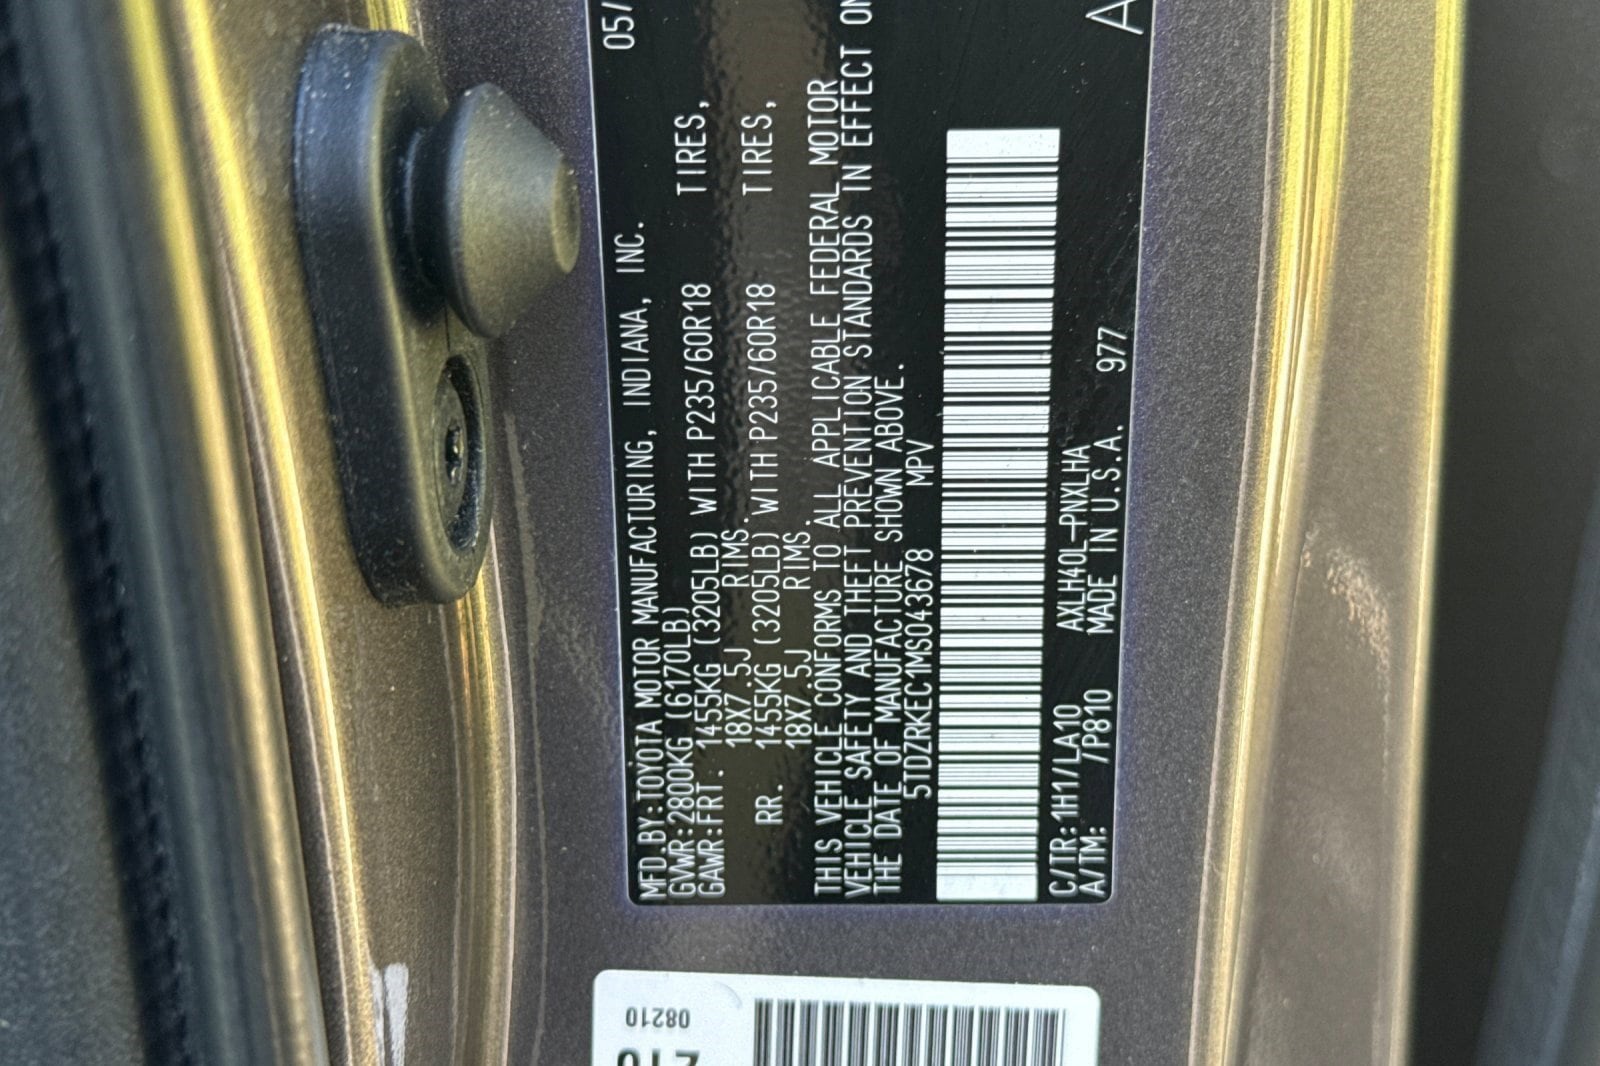 05/
MFD.BY:TOYOTA MOTOR MANUFACTURING, INDIANA, INC.
GVWR:2800KG (6170LB)
GAWR:FRT. 1455KG (3205LB) WITH P235/60R18 TIRES,
18X7.5J RIMS.
RR. 1455KG (3205LB) WITH P235/60R18 TIRES,
18X7.5J RIMS.
THIS VEHICLE CONFORMS TO ALL APPLICABLE FEDERAL MOTOR
VEHICLE SAFETY AND THEFT PREVENTION STANDARDS IN EFFECT ON
THE DATE OF MANUFACTURE SHOWN ABOVE.
5TDZRKEC1MS043678 MPV
C/TR:1H1/LA10 AXLH40L-PNXLHA
A/TM: /P810 MADE IN U.S.A. 977
A
08210